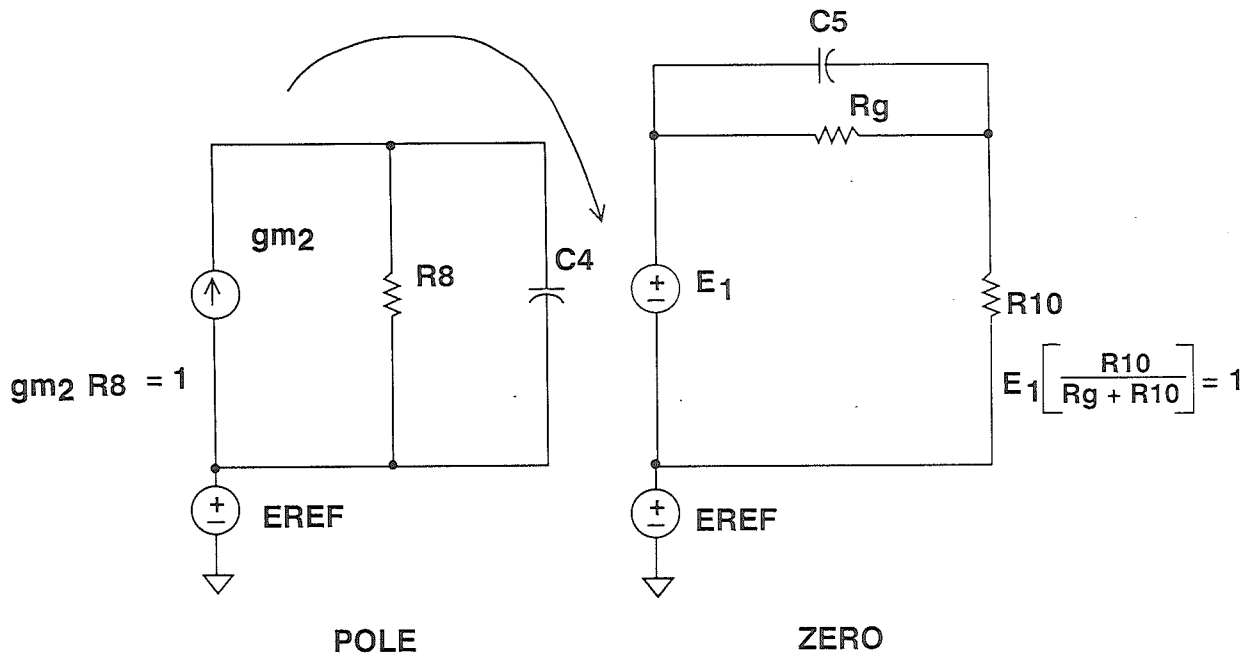 C5
Rg
gm2
R8
C4
E1
R10
gm2 R8 = 1
E1[R10/(Rg + R10)] = 1
EREF
EREF
POLE
ZERO